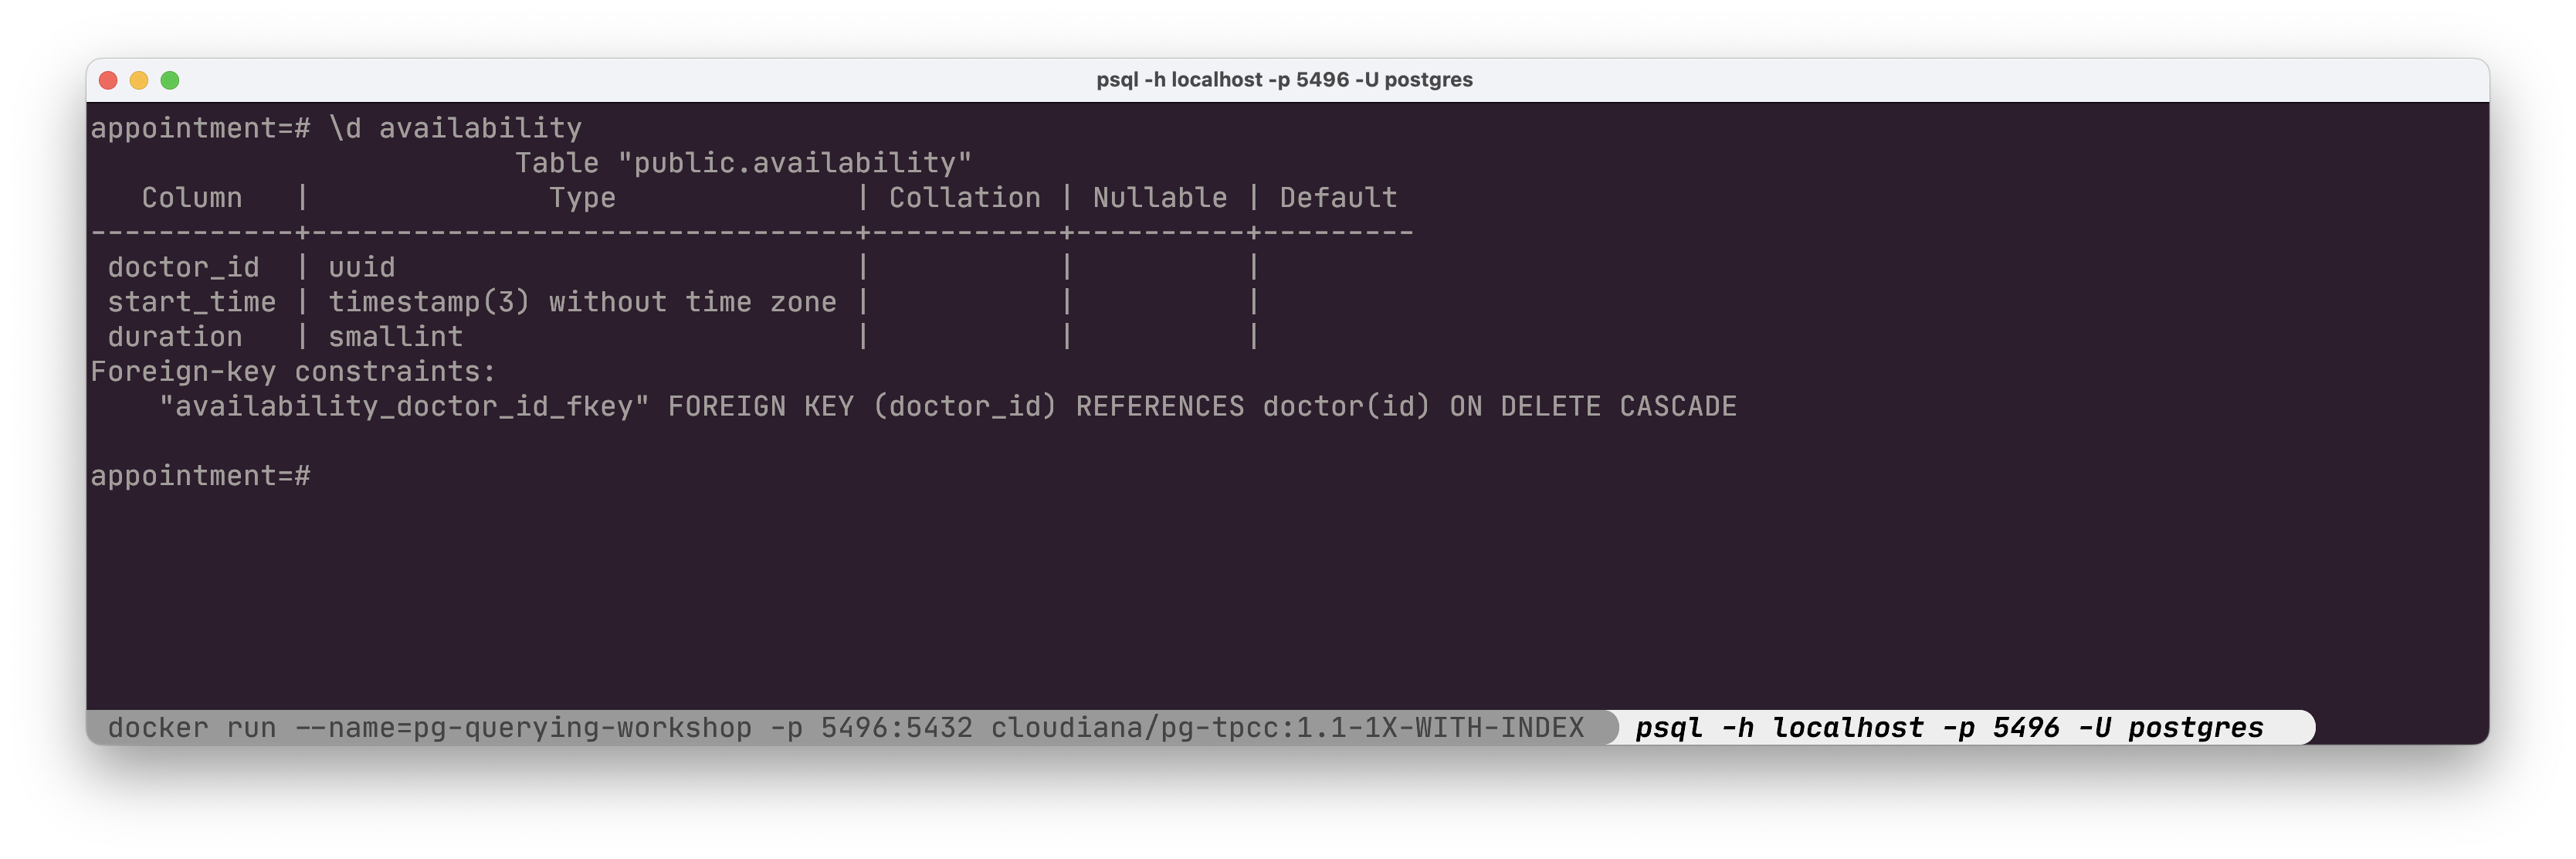 psql -h localhost -p 5496 -U postgres
appointment=# \d availability
                         Table "public.availability"
   Column   |              Type              | Collation | Nullable | Default
------------+--------------------------------+-----------+----------+---------
 doctor_id  | uuid                           |           |          |
 start_time | timestamp(3) without time zone |           |          |
 duration   | smallint                       |           |          |
Foreign-key constraints:
    "availability_doctor_id_fkey" FOREIGN KEY (doctor_id) REFERENCES doctor(id) ON DELETE CASCADE
appointment=#
docker run --name=pg-querying-workshop -p 5496:5432 cloudiana/pg-tpcc:1.1-1X-WITH-INDEX psql -h localhost -p 5496 -U postgres